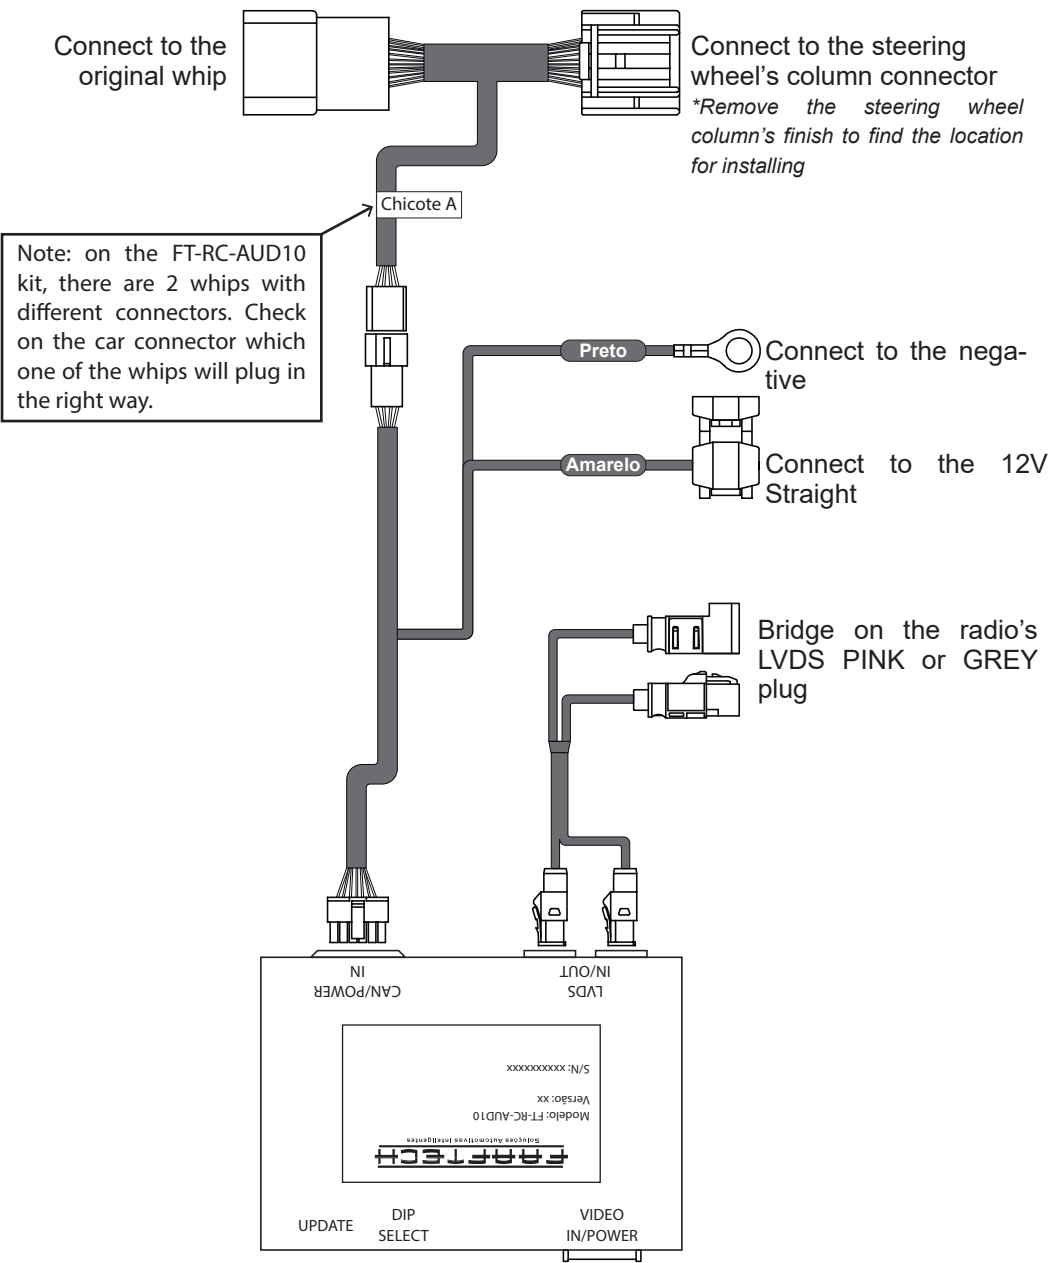 Connect to the
original whip
Connect to the steering
wheel's column connector
*Remove the steering wheel
column's finish to find the location
for installing
Chicote A
Note: on the FT-RC-AUD10
kit, there are 2 whips with
different connectors. Check
on the car connector which
one of the whips will plug in
the right way.
Preto
Connect to the nega-
tive
Amarelo
Connect to the 12V
Straight
Bridge on the radio's
LVDS PINK or GREY
plug
CAN/POWER
IN
LVDS
IN/OUT
FAAFTECH
Soluções Automotivas Inteligentes
Modelo: FT-RC-AUD10
Versão: xx
S/N: xxxxxxxxxx
UPDATE
DIP
SELECT
VIDEO
IN/POWER